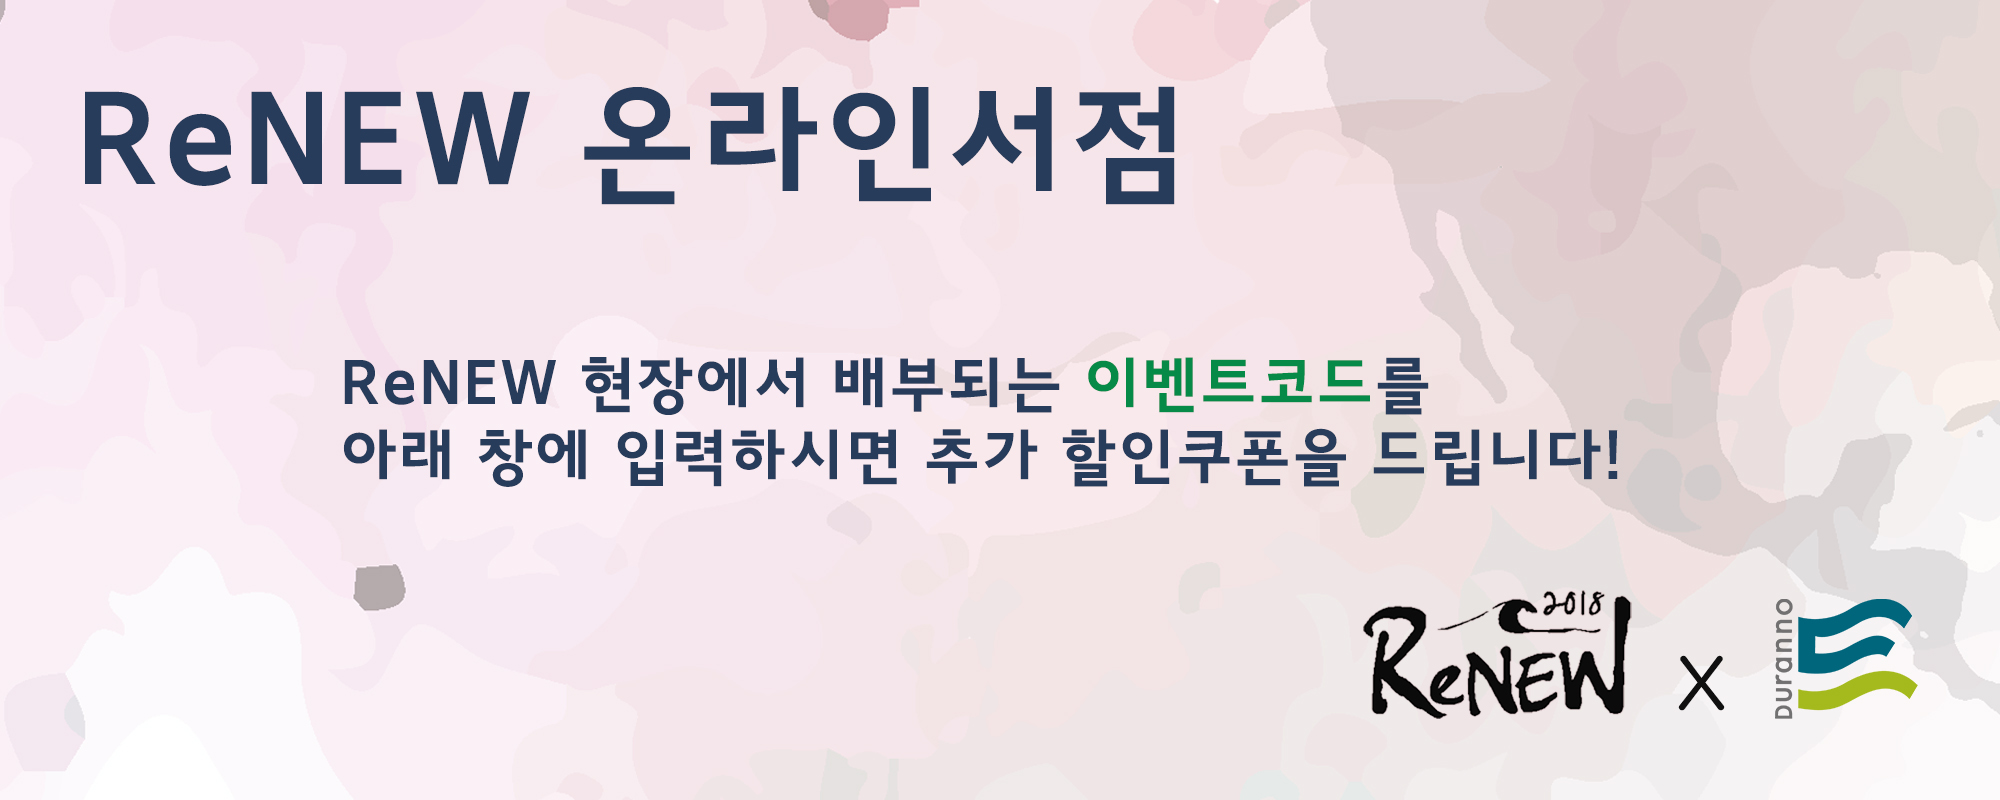 ReNEW 온라인서점
ReNEW 현장에서 배부되는 이벤트코드를
아래 창에 입력하시면 추가 할인쿠폰을 드립니다!
2018
ReNEW
X
Duranno